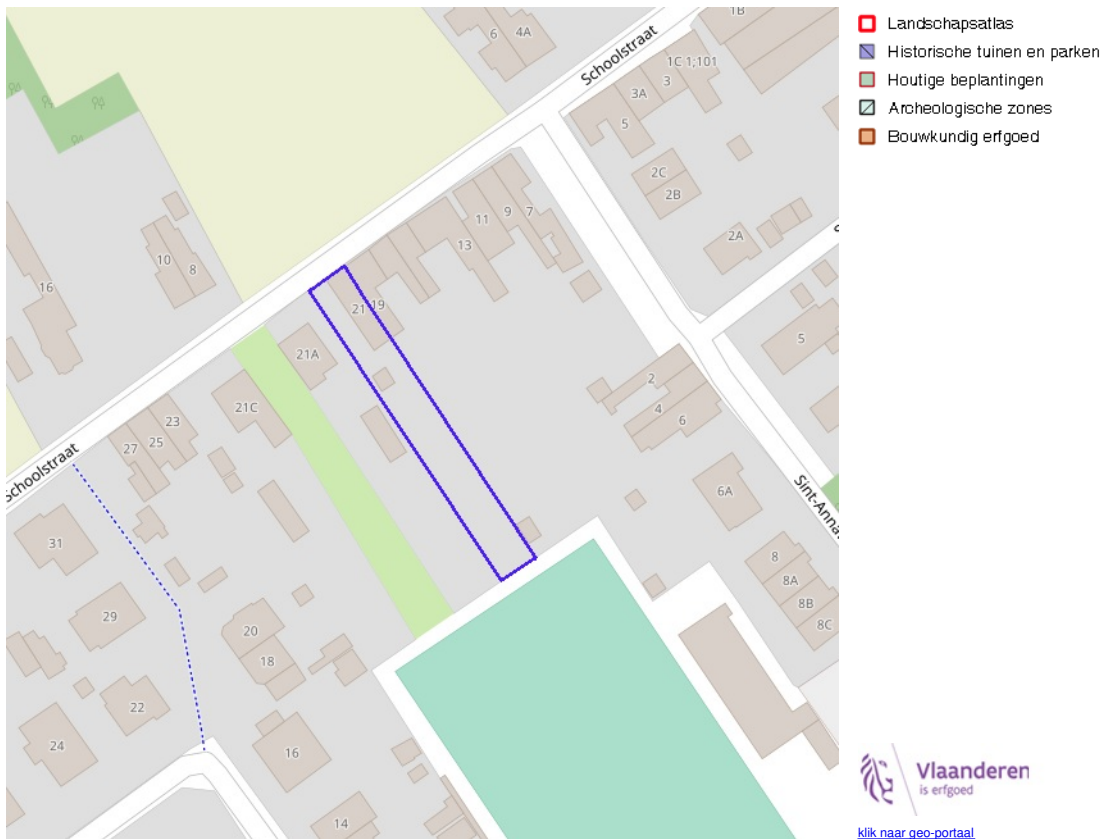 1B
6
4A
Schoolstraat
1C 1;101
3A
3
5
2C
2B
11
9
7
2A
13
10
8
16
21
19
5
21A
2
21C
4
23
6
25
27
Schoolstraat
6A
Sint-Anna
31
8
8A
29
8B
20
8C
18
22
24
16
14
Landschapsatlas
Historische tuinen en parken
Houtige beplantingen
Archeologische zones
Bouwkundig erfgoed
Vlaanderen
is erfgoed
klik naar geo-portaal